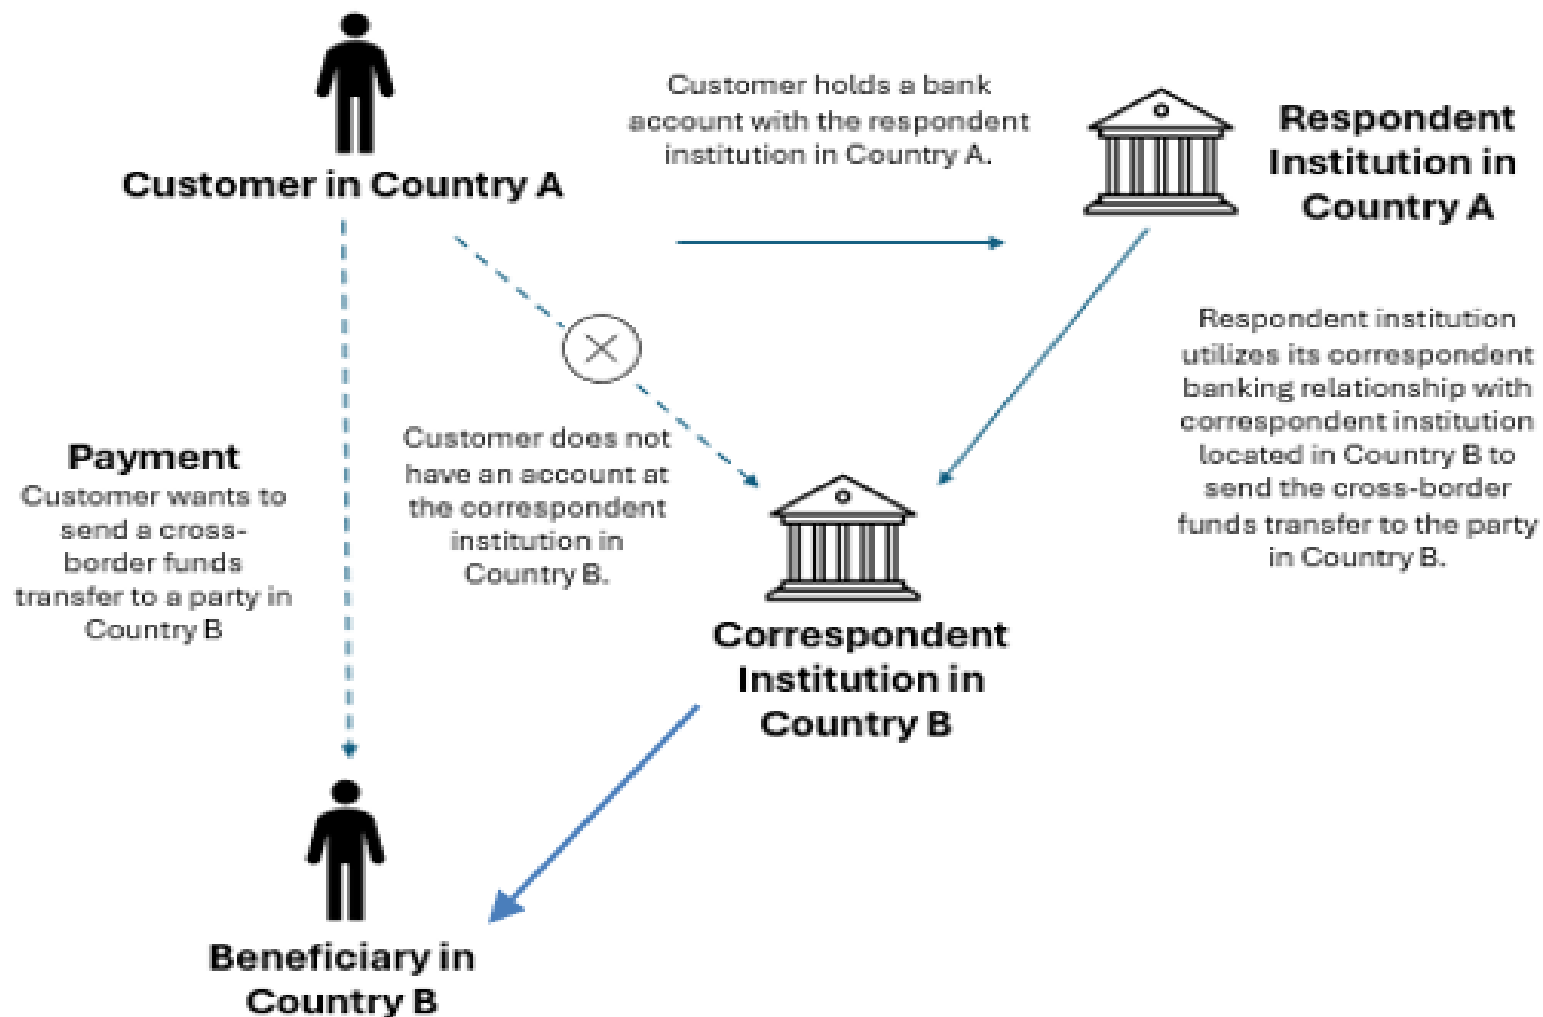 Customer in Country A
Customer holds a bank
account with the respondent
institution in Country A.
Respondent
Institution in
Country A
Respondent institution
utilizes its correspondent
banking relationship with
correspondent institution
located in Country B to
send the cross-border
funds transfer to the party
in Country B.
Customer does not
have an account at
the correspondent
institution in
Country B.
Payment
Customer wants to
send a cross-
border funds
transfer to a party in
Country B
Correspondent
Institution in
Country B
Beneficiary in
Country B